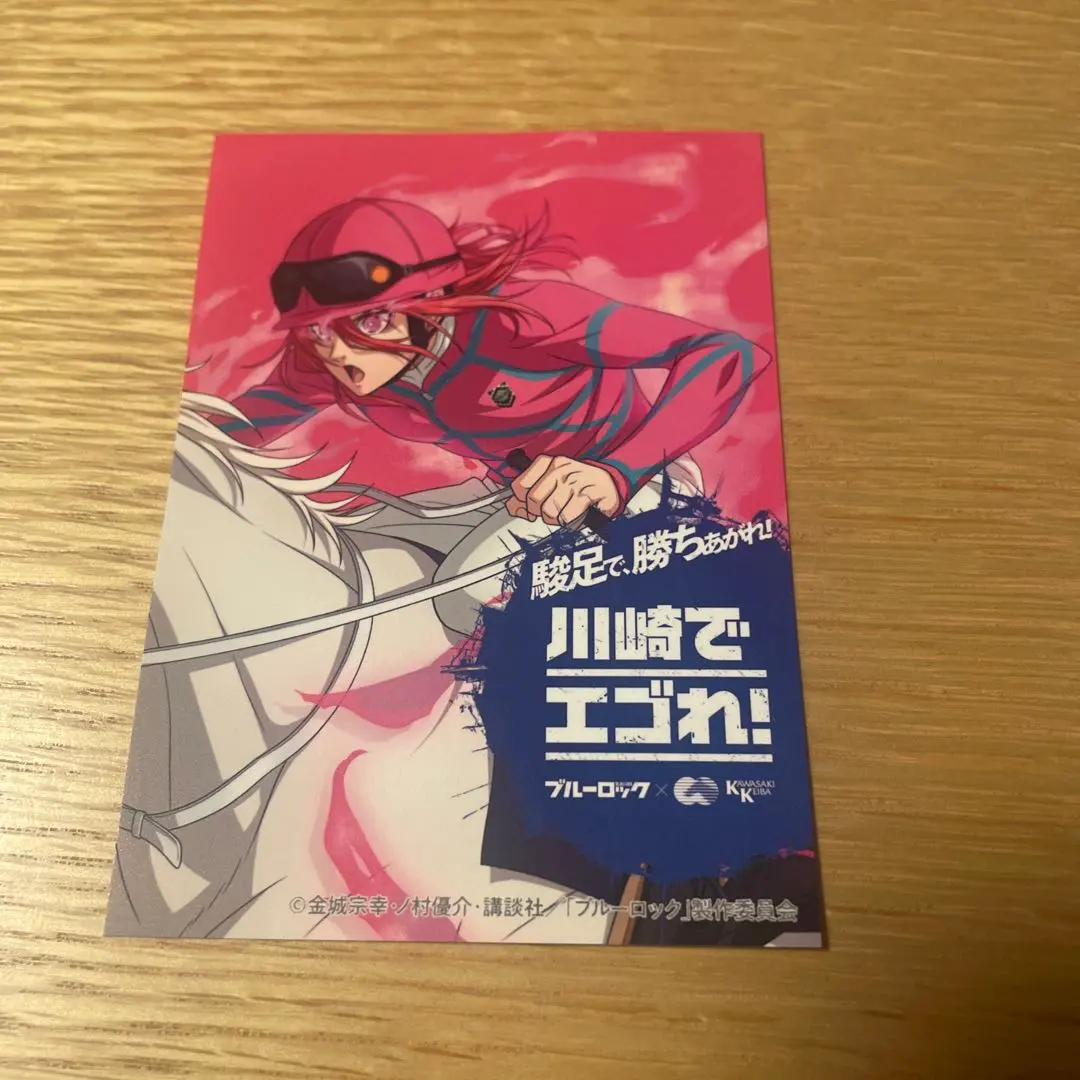 駿足で、勝ちあがれ!
川崎で
エゴれ!
ブルーロック × KAWASAKI KEIBA
©金城宗幸・ノ村優介・講談社/「ブルーロック」製作委員会